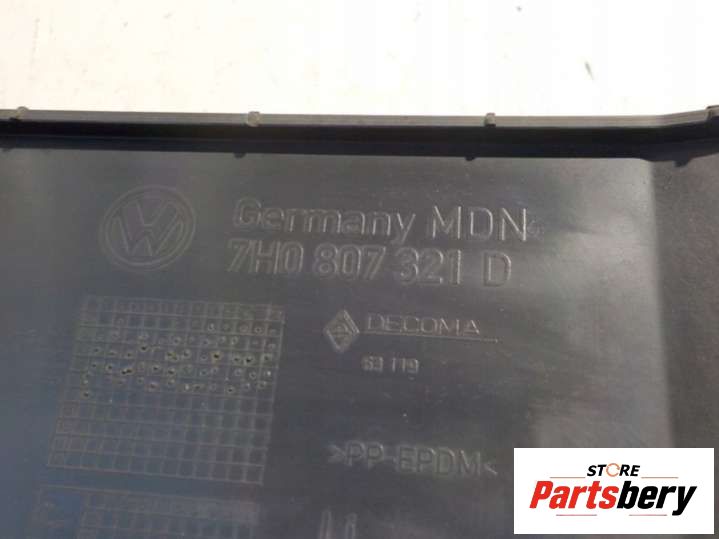 Germany MDN
7H0 807 321 D
DECOMA
63 119
>PP-EPDM<
STORE
Partsbery